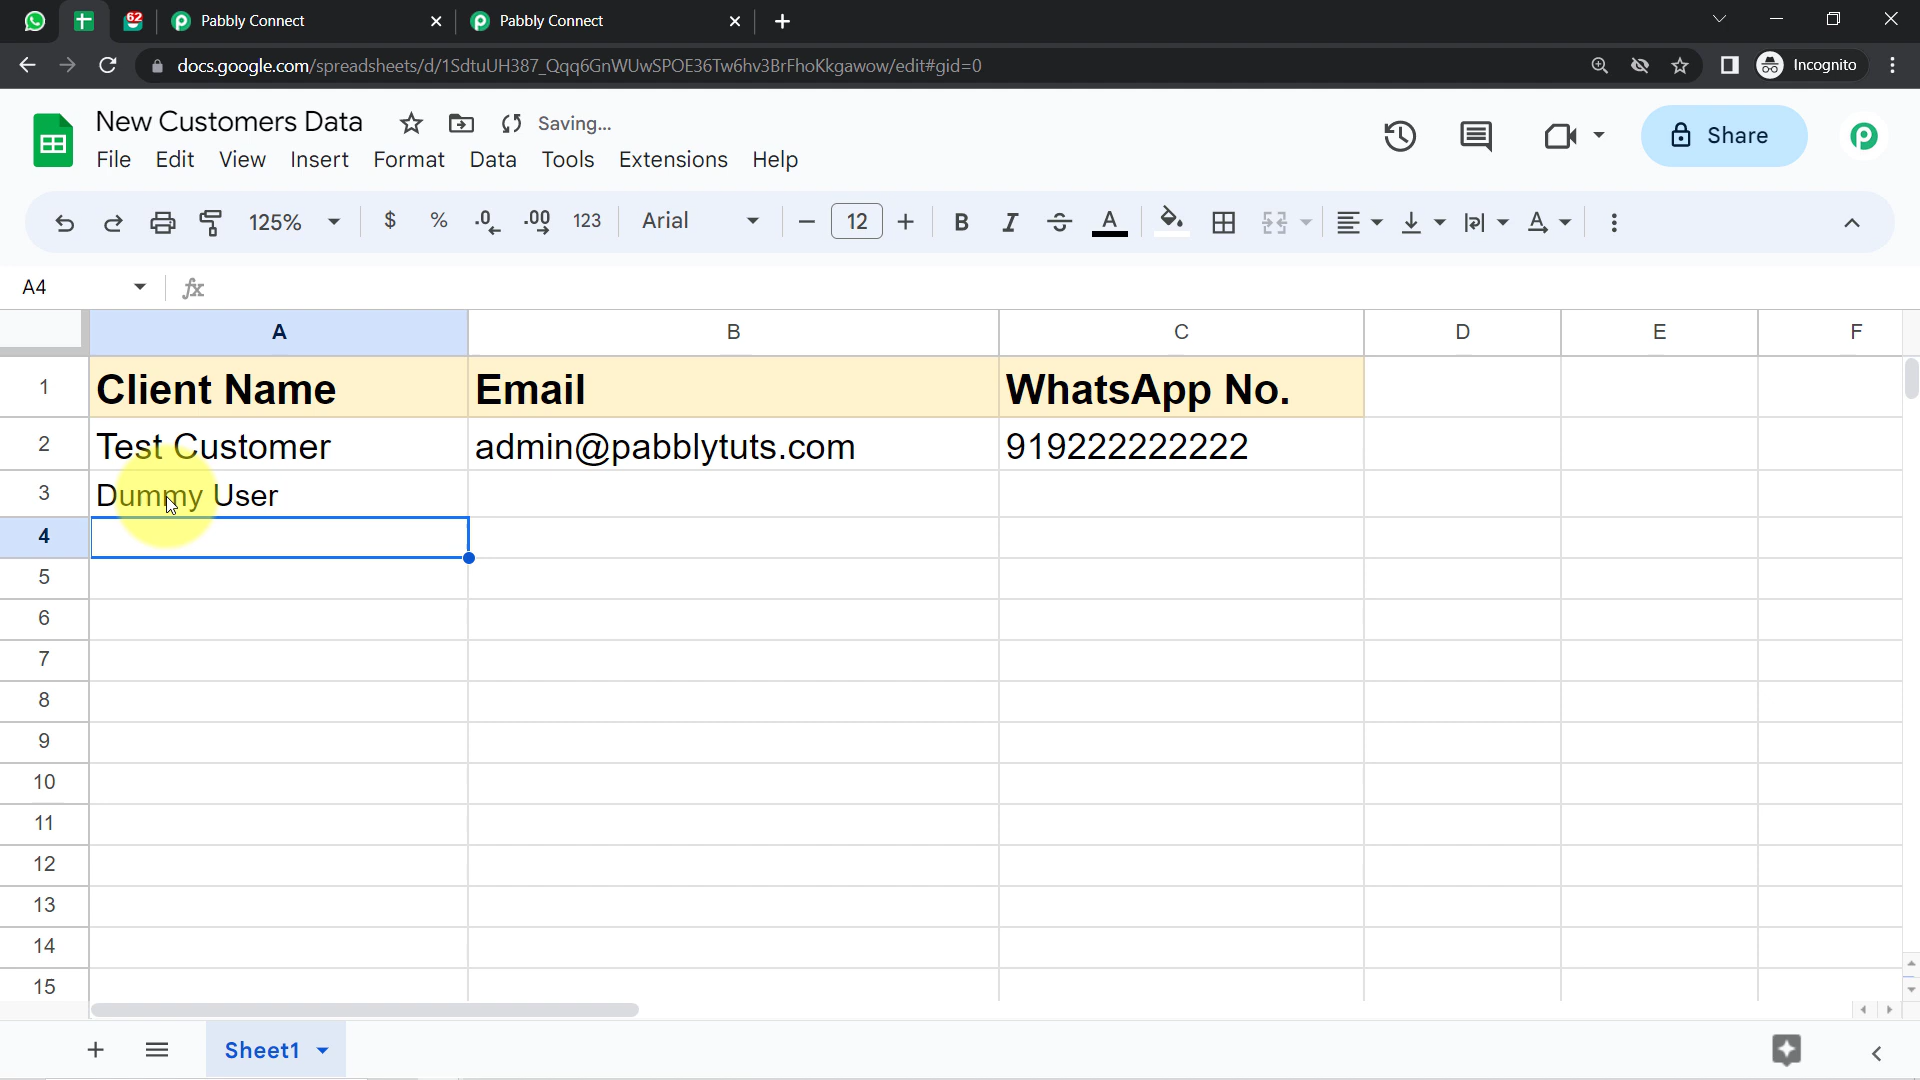 62
Pabbly Connect
Pabbly Connect
docs.google.com/spreadsheets/d/1SdtuUH387_Qqq6GnWUwSPOE36Tw6hv3BrFhoKkgawow/edit#gid=0
Incognito
New Customers Data
Saving...
File Edit View Insert Format Data Tools Extensions Help
Share
125% $ % .0 .00 123 Arial 12 B I A A
A4 fx
A B C D E F
1 Client Name Email WhatsApp No.
2 Test Customer admin@pabblytuts.com 919222222222
3 Dummy User
4
5
6
7
8
9
10
11
12
13
14
15
Sheet1